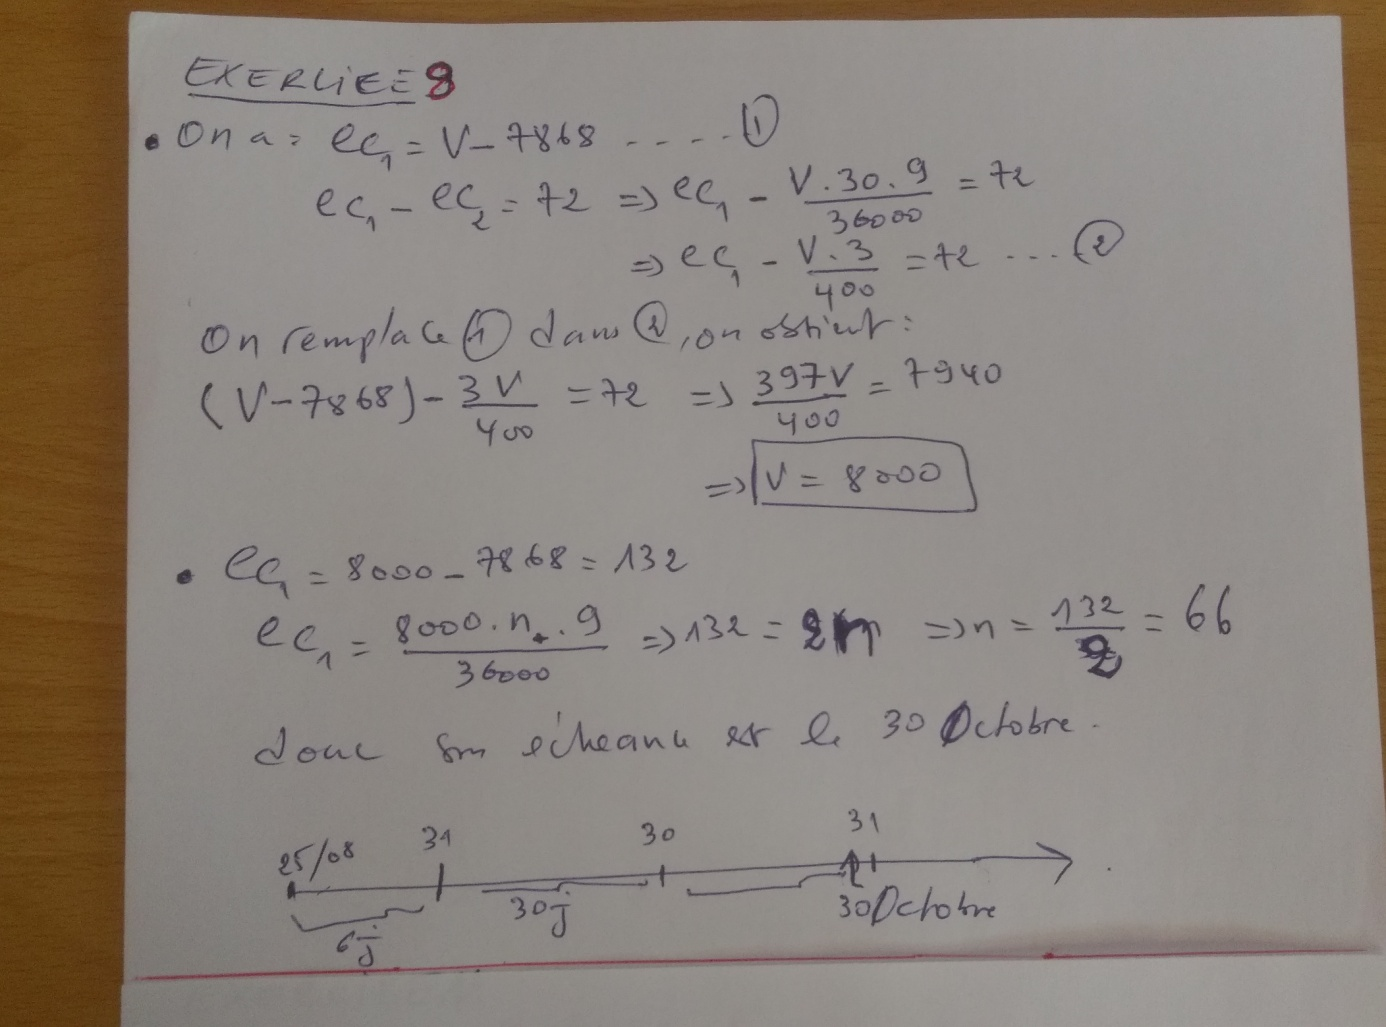 EXERCICE 8
• On a : eC₁ = V - 7868 ..... ①
eC₁ - eC₂ = 72 ⇒ eC₁ - V.30.9/36000 = 72
⇒ eC₁ - V.3/400 = 72 .... ②
On remplace ① dans ②, on obtient :
(V - 7868) - 3V/400 = 72 ⇒ 397V/400 = 7940
⇒ V = 8000
• eC₁ = 8000 - 7868 = 132
eC₁ = 8000.n.9/36000 ⇒ 132 = 2n ⇒ n = 132/2 = 66
donc son écheance est le 30 Octobre.
25/08 31 30 31
6j 30j 30 Octobre